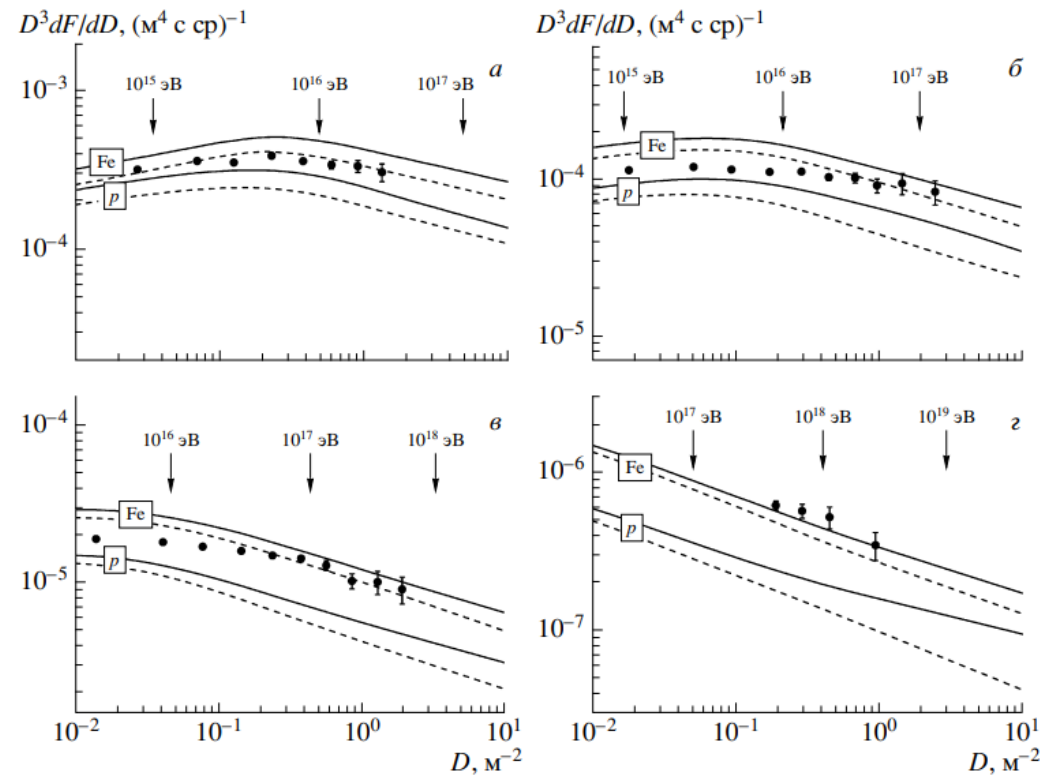 D³dF/dD, (м⁴ с ср)⁻¹
D³dF/dD, (м⁴ с ср)⁻¹
10⁻³
10¹⁵ эВ
10¹⁶ эВ
10¹⁷ эВ
а
Fe
p
10⁻⁴
10¹⁵ эВ
10¹⁶ эВ
10¹⁷ эВ
б
Fe
10⁻⁴
p
10⁻⁵
10⁻⁴
10¹⁶ эВ
10¹⁷ эВ
10¹⁸ эВ
в
Fe
p
10⁻⁵
10⁻² 10⁻¹ 10⁰ 10¹
D, м⁻²
10¹⁷ эВ
10¹⁸ эВ
10¹⁹ эВ
г
10⁻⁶
Fe
p
10⁻⁷
10⁻² 10⁻¹ 10⁰ 10¹
D, м⁻²